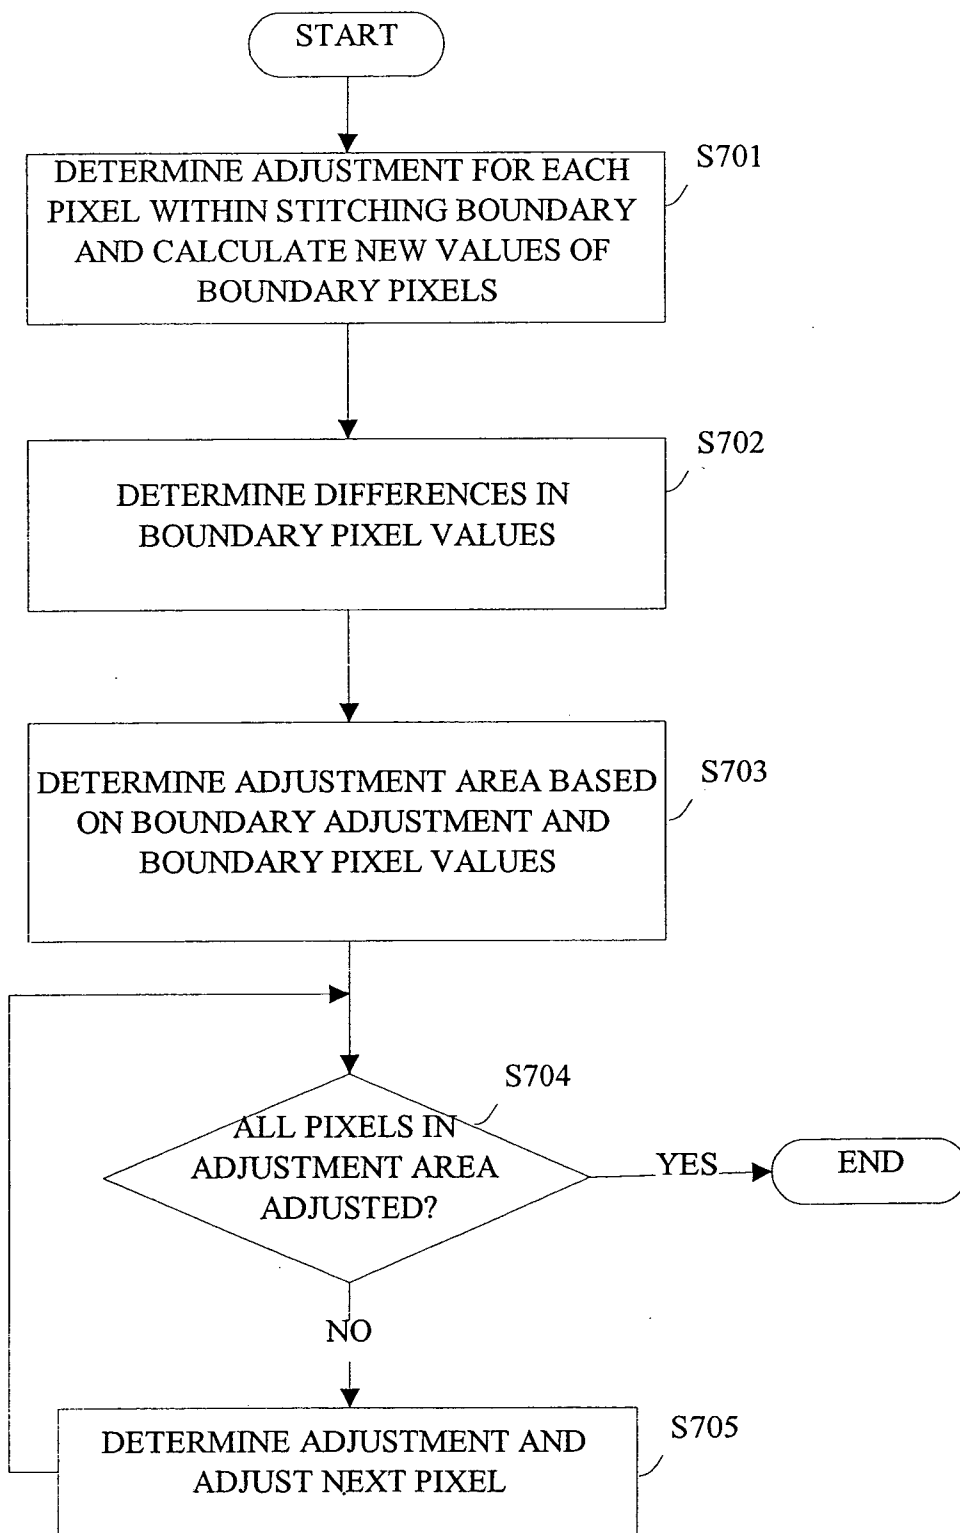 START
S701
DETERMINE ADJUSTMENT FOR EACH
PIXEL WITHIN STITCHING BOUNDARY
AND CALCULATE NEW VALUES OF
BOUNDARY PIXELS
S702
DETERMINE DIFFERENCES IN
BOUNDARY PIXEL VALUES
S703
DETERMINE ADJUSTMENT AREA BASED
ON BOUNDARY ADJUSTMENT AND
BOUNDARY PIXEL VALUES
S704
ALL PIXELS IN
ADJUSTMENT AREA
ADJUSTED?
YES
END
NO
S705
DETERMINE ADJUSTMENT AND
ADJUST NEXT PIXEL